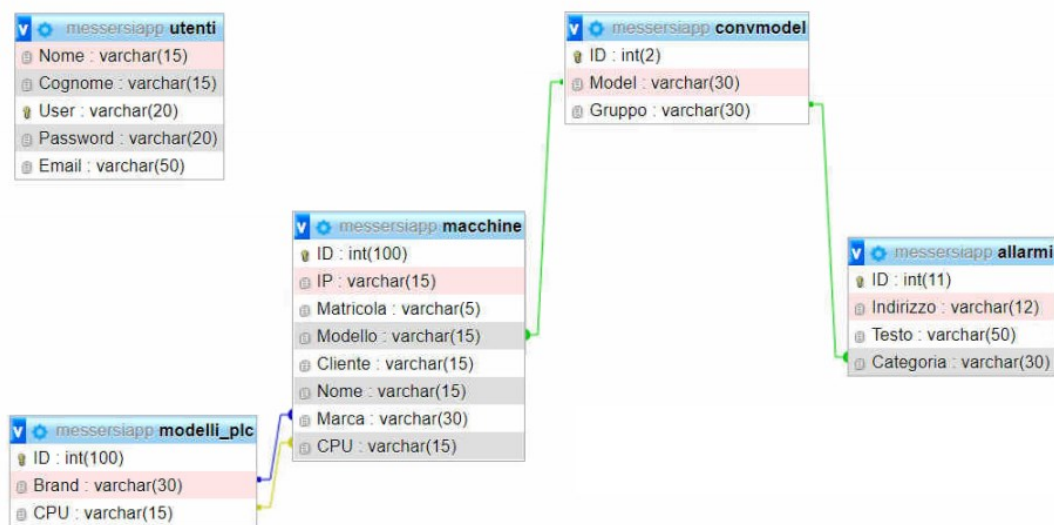 messersiapp utenti
Nome : varchar(15)
Cognome : varchar(15)
User : varchar(20)
Password : varchar(20)
Email : varchar(50)
messersiapp convmodel
ID : int(2)
Model : varchar(30)
Gruppo : varchar(30)
messersiapp macchine
ID : int(100)
IP : varchar(15)
Matricola : varchar(5)
Modello : varchar(15)
Cliente : varchar(15)
Nome : varchar(15)
Marca : varchar(30)
CPU : varchar(15)
messersiapp allarmi
ID : int(11)
Indirizzo : varchar(12)
Testo : varchar(50)
Categoria : varchar(30)
messersiapp modelli_plc
ID : int(100)
Brand : varchar(30)
CPU : varchar(15)